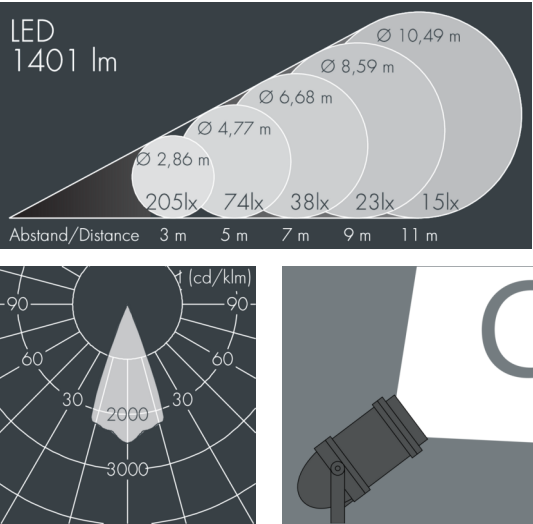 LED
1401 lm
Ø 10,49 m
Ø 8,59 m
Ø 6,68 m
Ø 4,77 m
Ø 2,86 m
205lx 74lx 38lx 23lx 15lx
Abstand/Distance 3 m 5 m 7 m 9 m 11 m
(cd/klm)
90 90
60 60
30 30
2000
3000